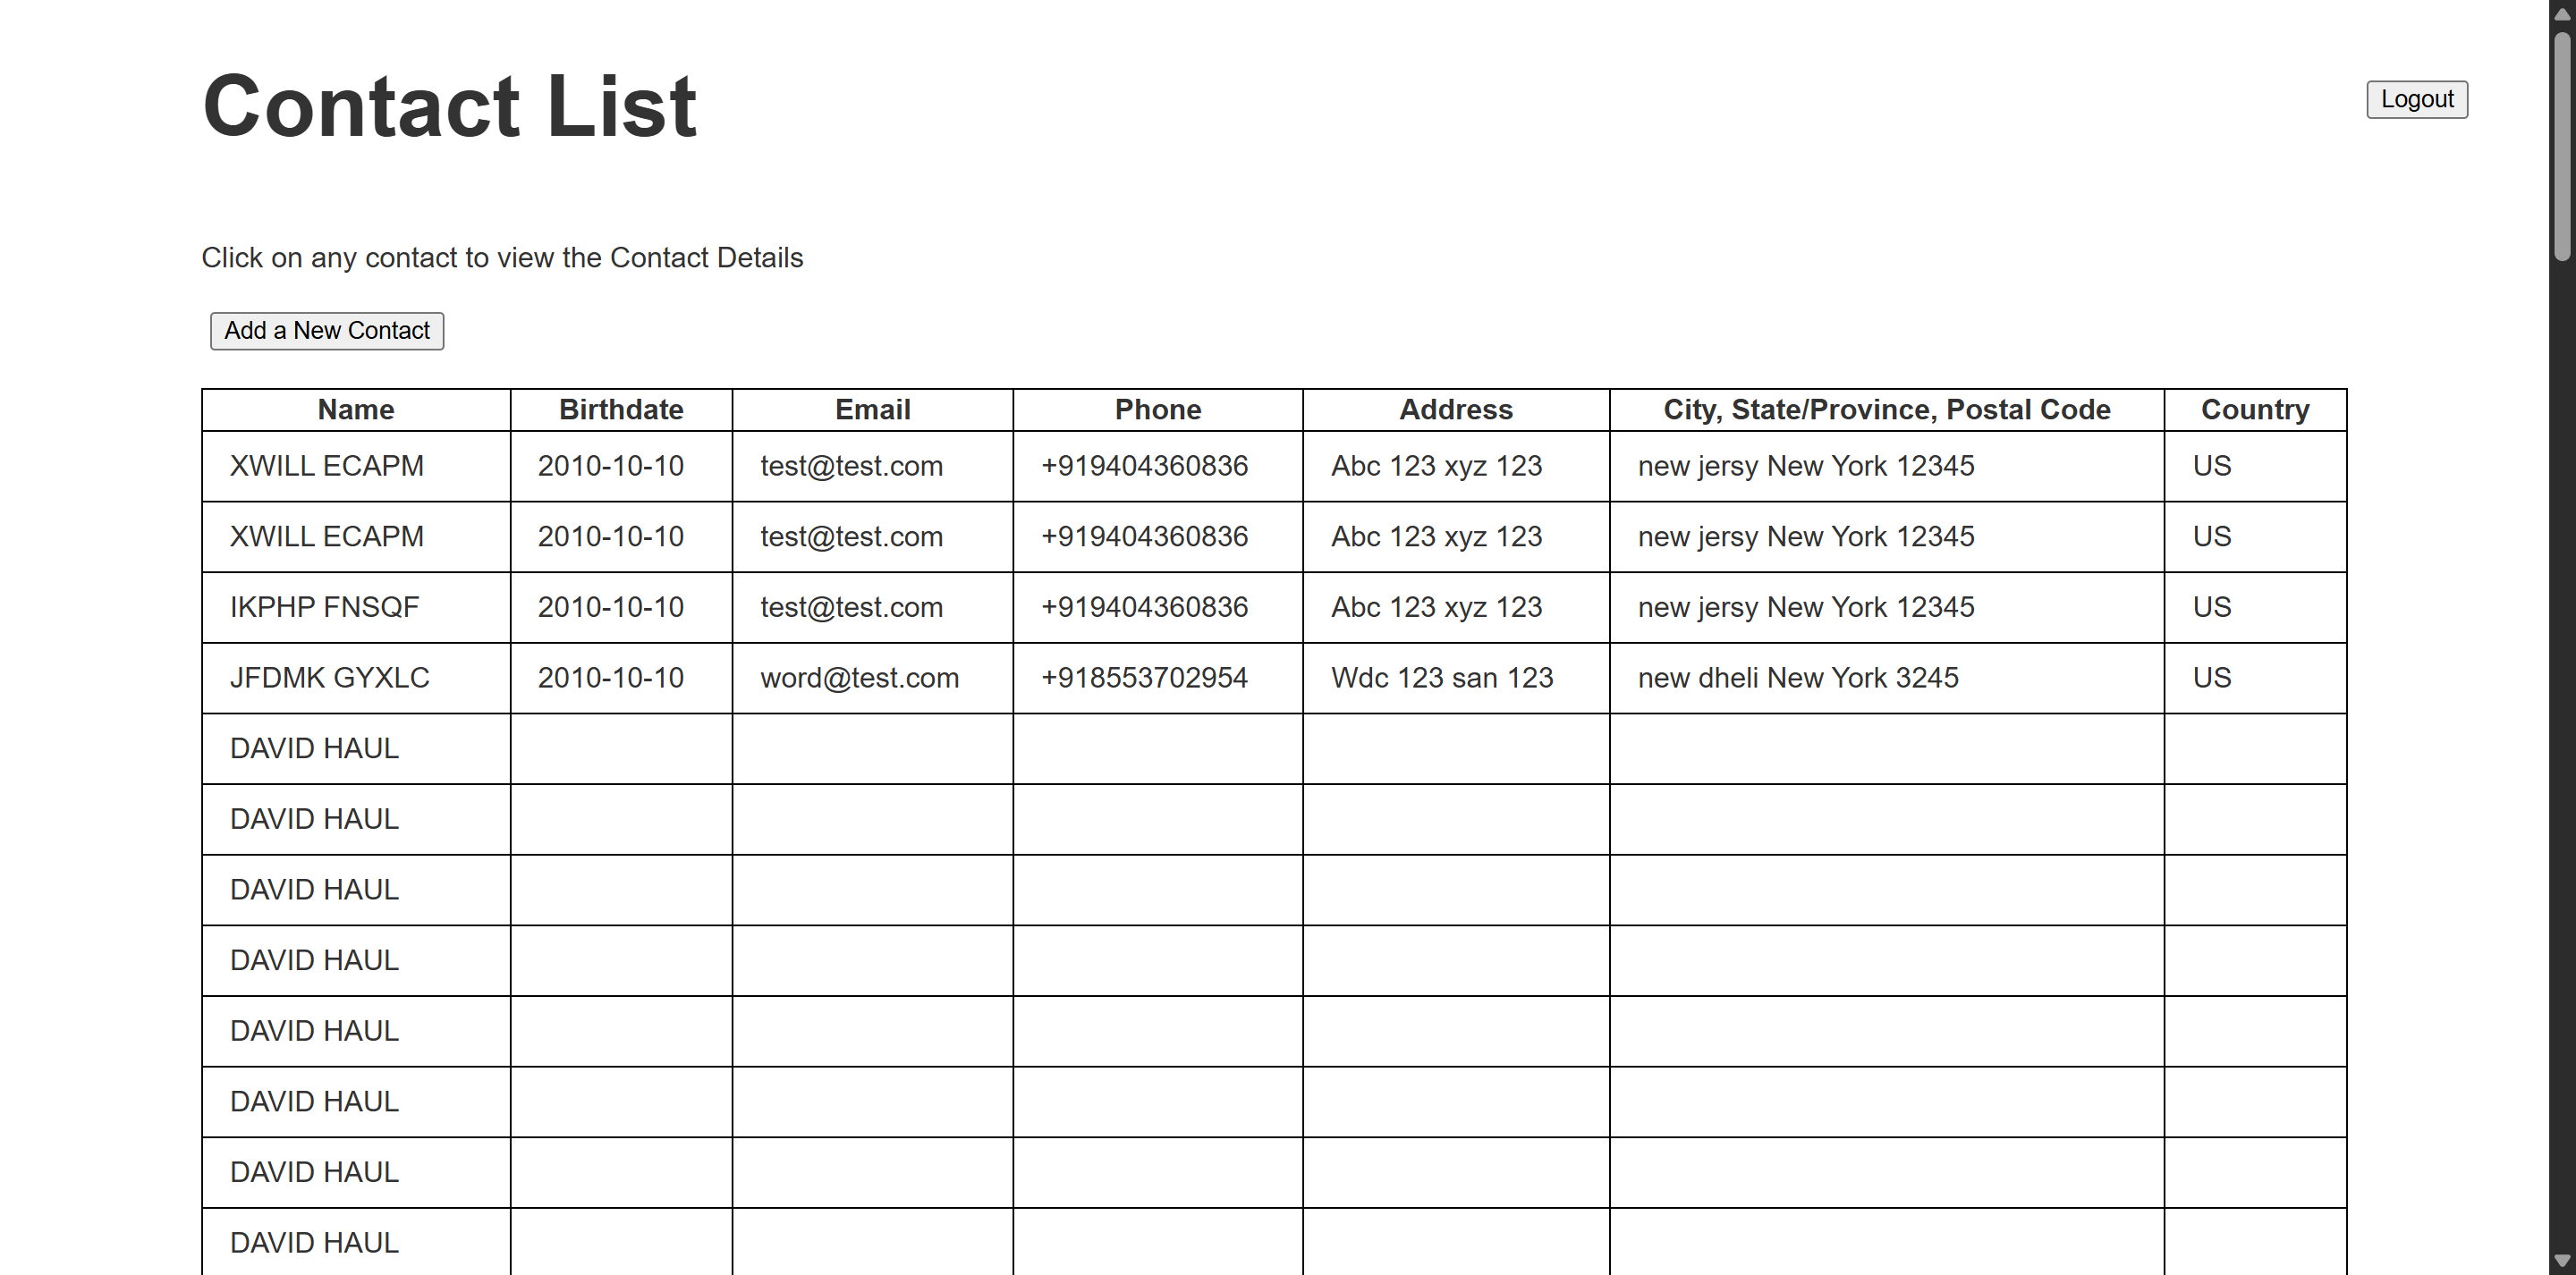 Contact List
Logout
Click on any contact to view the Contact Details
Add a New Contact
Name Birthdate Email Phone Address City, State/Province, Postal Code Country
XWILL ECAPM 2010-10-10 test@test.com +919404360836 Abc 123 xyz 123 new jersy New York 12345 US
XWILL ECAPM 2010-10-10 test@test.com +919404360836 Abc 123 xyz 123 new jersy New York 12345 US
IKPHP FNSQF 2010-10-10 test@test.com +919404360836 Abc 123 xyz 123 new jersy New York 12345 US
JFDMK GYXLC 2010-10-10 word@test.com +918553702954 Wdc 123 san 123 new dheli New York 3245 US
DAVID HAUL
DAVID HAUL
DAVID HAUL
DAVID HAUL
DAVID HAUL
DAVID HAUL
DAVID HAUL
DAVID HAUL